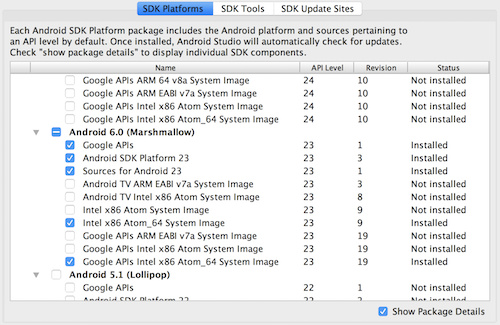 SDK Platforms SDK Tools SDK Update Sites
Each Android SDK Platform package includes the Android platform and sources pertaining to
an API level by default. Once installed, Android Studio will automatically check for updates.
Check "show package details" to display individual SDK components.
Name API Level Revision Status
Google APIs ARM 64 v8a System Image 24 10 Not installed
Google APIs ARM EABI v7a System Image 24 10 Not installed
Google APIs Intel x86 Atom System Image 24 10 Not installed
Google APIs Intel x86 Atom_64 System Image 24 10 Not installed
Android 6.0 (Marshmallow)
Google APIs 23 1 Installed
Android SDK Platform 23 23 3 Installed
Sources for Android 23 23 1 Installed
Android TV ARM EABI v7a System Image 23 3 Not installed
Android TV Intel x86 Atom System Image 23 8 Not installed
Intel x86 Atom System Image 23 9 Not installed
Intel x86 Atom_64 System Image 23 9 Installed
Google APIs ARM EABI v7a System Image 23 19 Not installed
Google APIs Intel x86 Atom System Image 23 19 Not installed
Google APIs Intel x86 Atom_64 System Image 23 19 Installed
Android 5.1 (Lollipop)
Google APIs 22 1 Not installed
Android SDK Platform 22 22 2 Not installed
Show Package Details